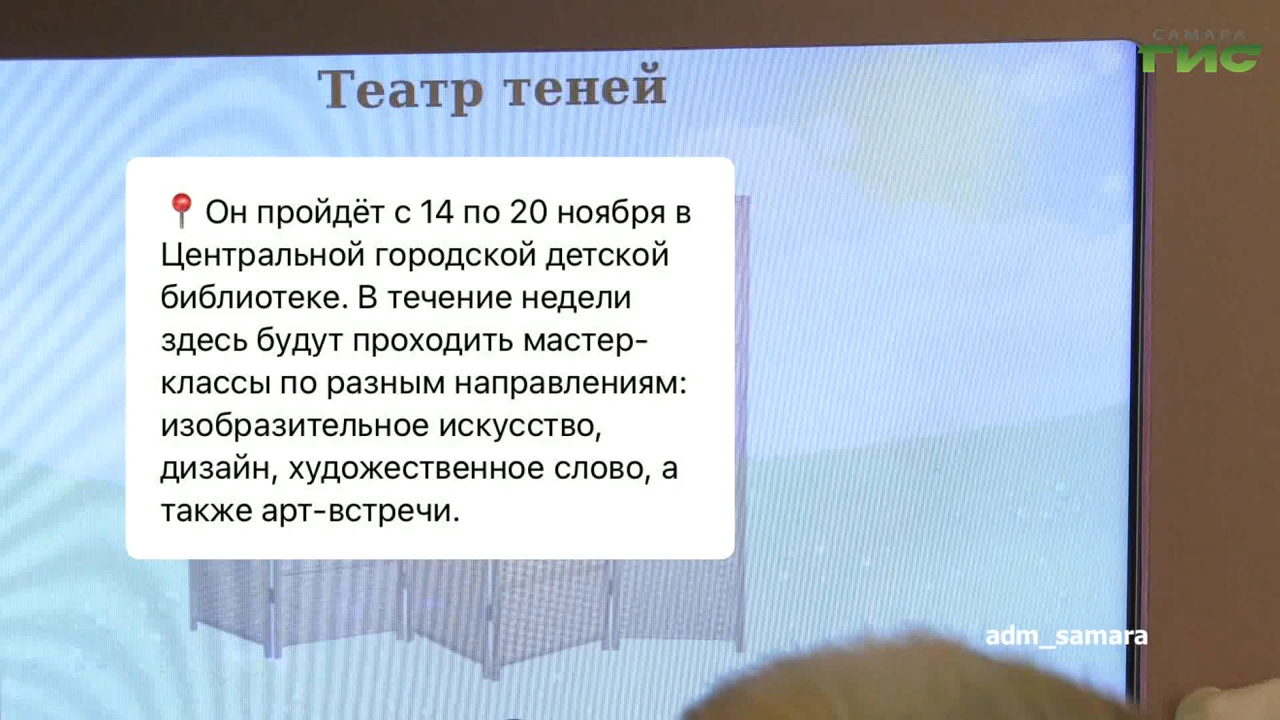 САМАРА
ГИС
Театр теней
📍Он пройдёт с 14 по 20 ноября в
Центральной городской детской
библиотеке. В течение недели
здесь будут проходить мастер-
классы по разным направлениям:
изобразительное искусство,
дизайн, художественное слово, а
также арт-встречи.
adm_samara